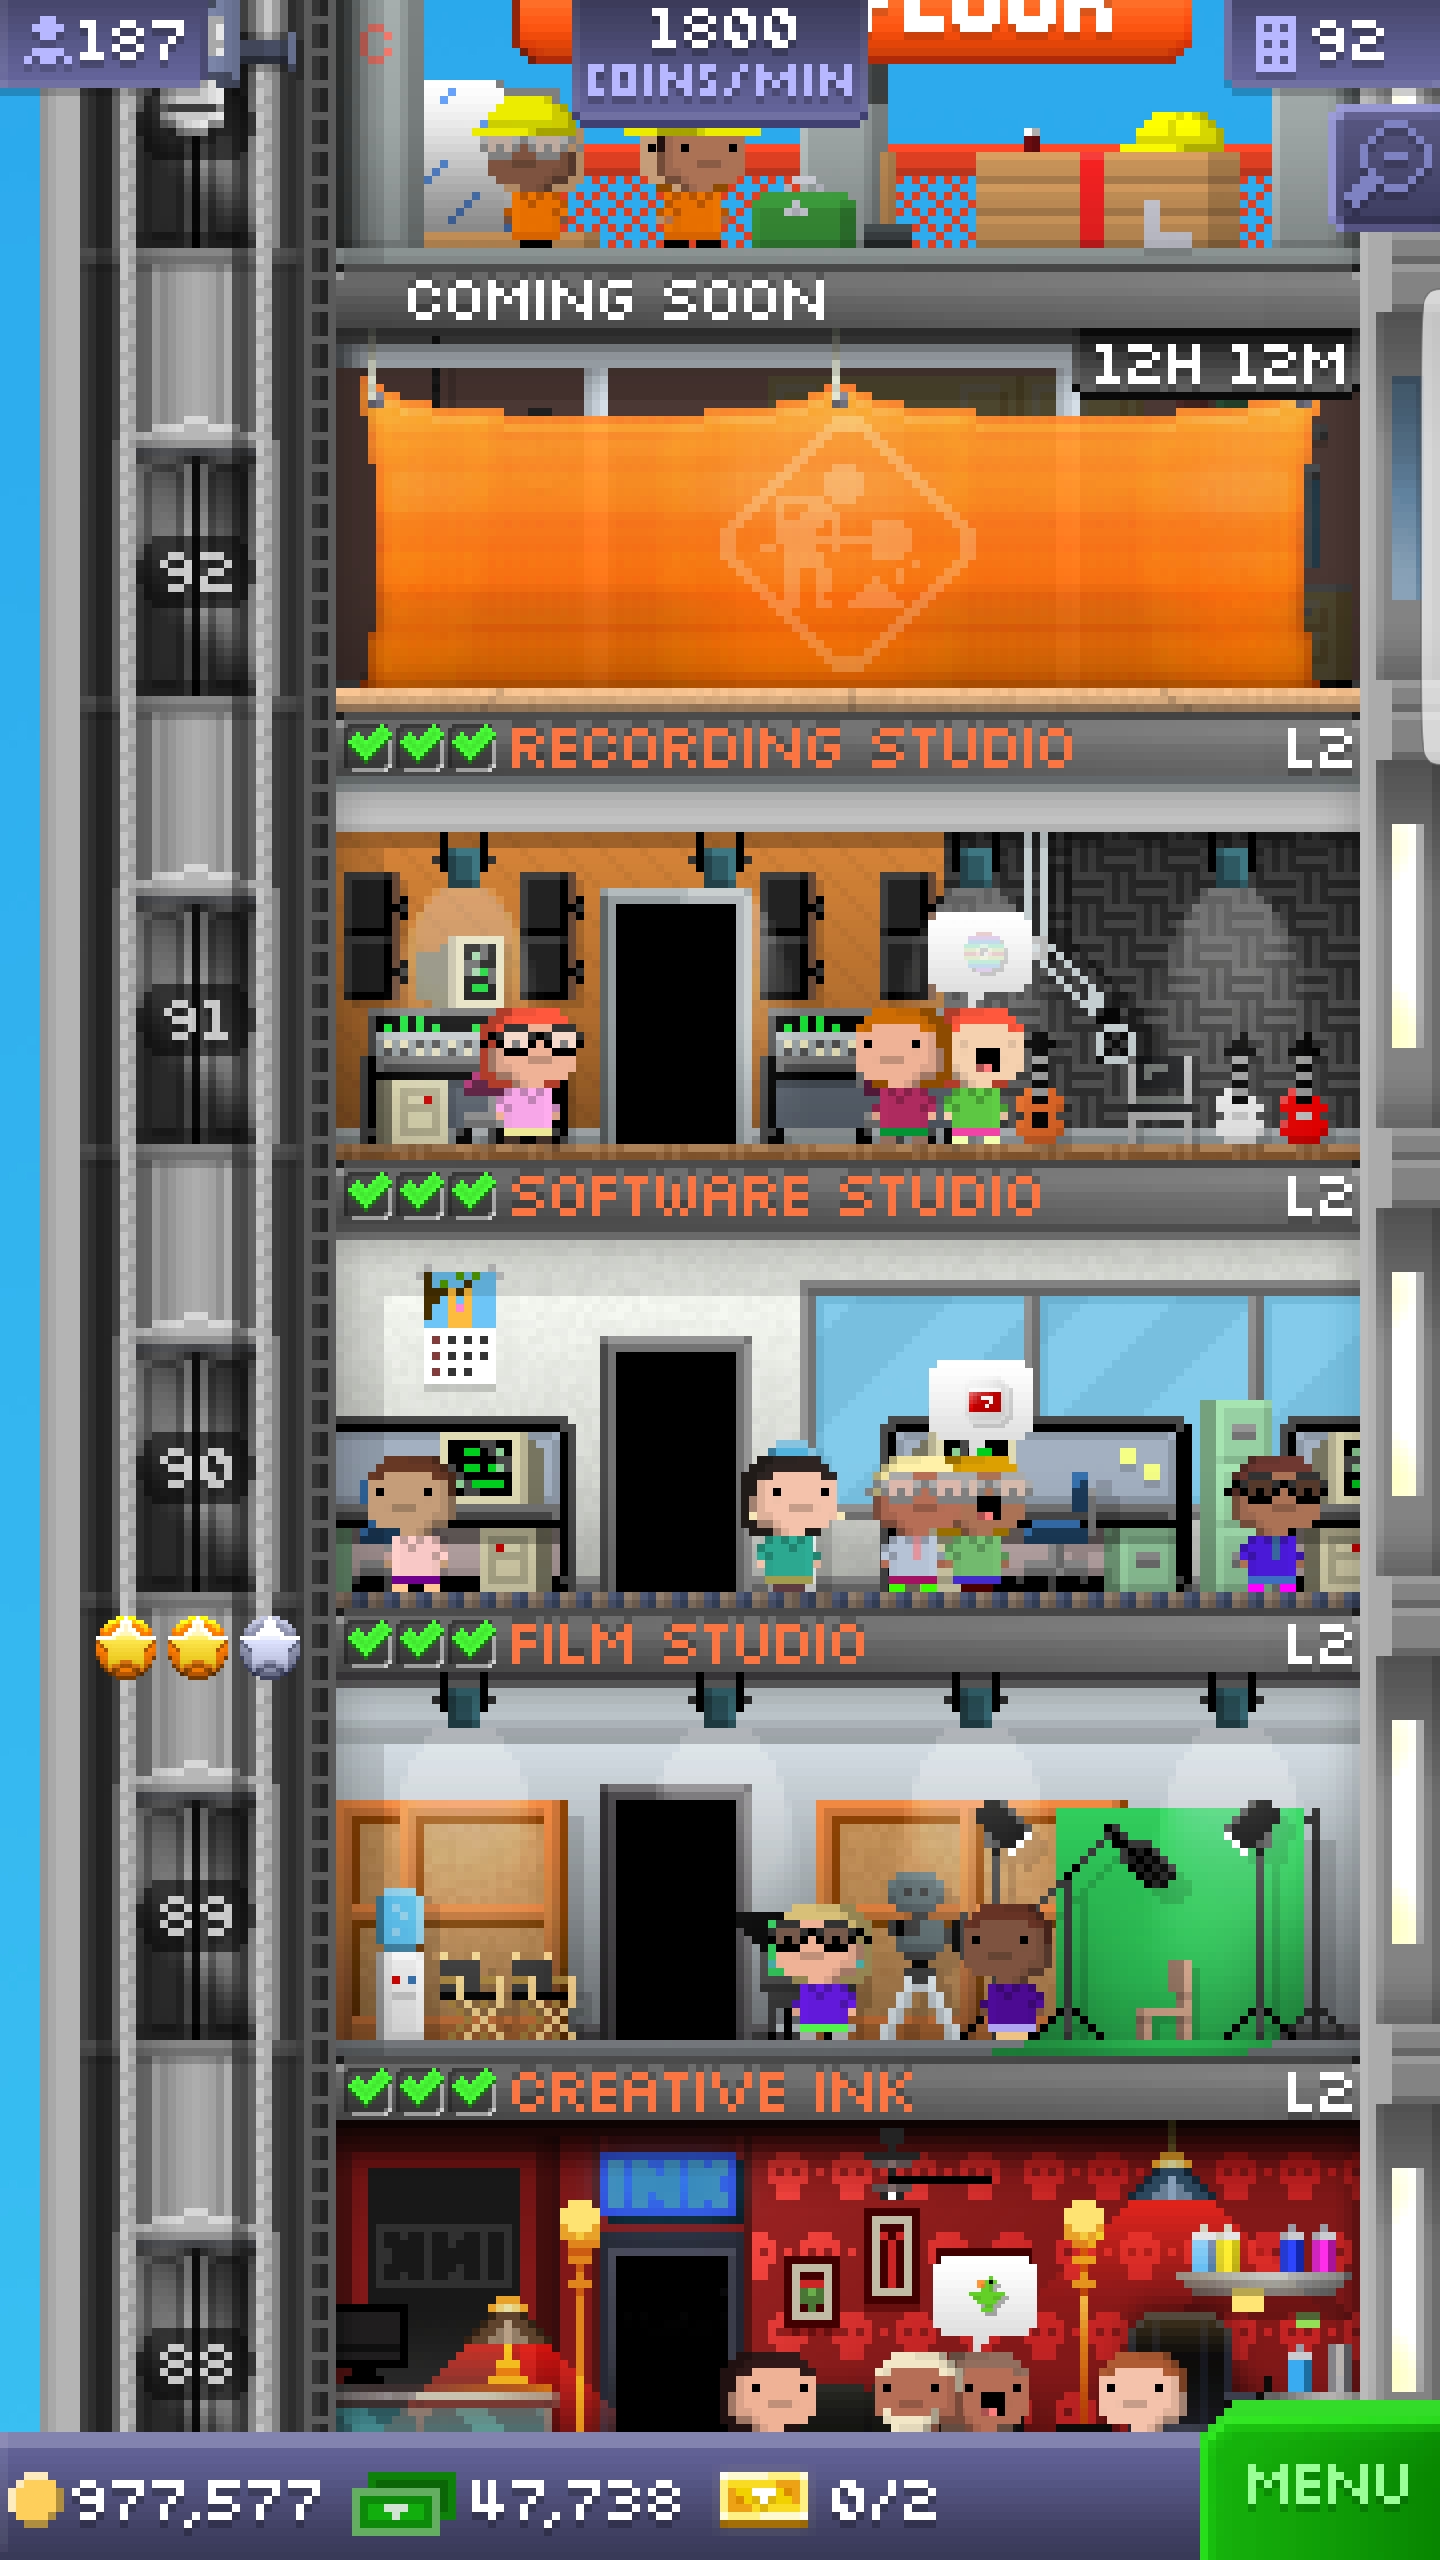 187
1800
COINS/MIN
FLOOR
92
COMING SOON
12H 12M
92
RECORDING STUDIO L2
91
SOFTWARE STUDIO L2
90
FILM STUDIO L2
89
CREATIVE INK L2
INK
88
977,577 47,738 0/2
MENU